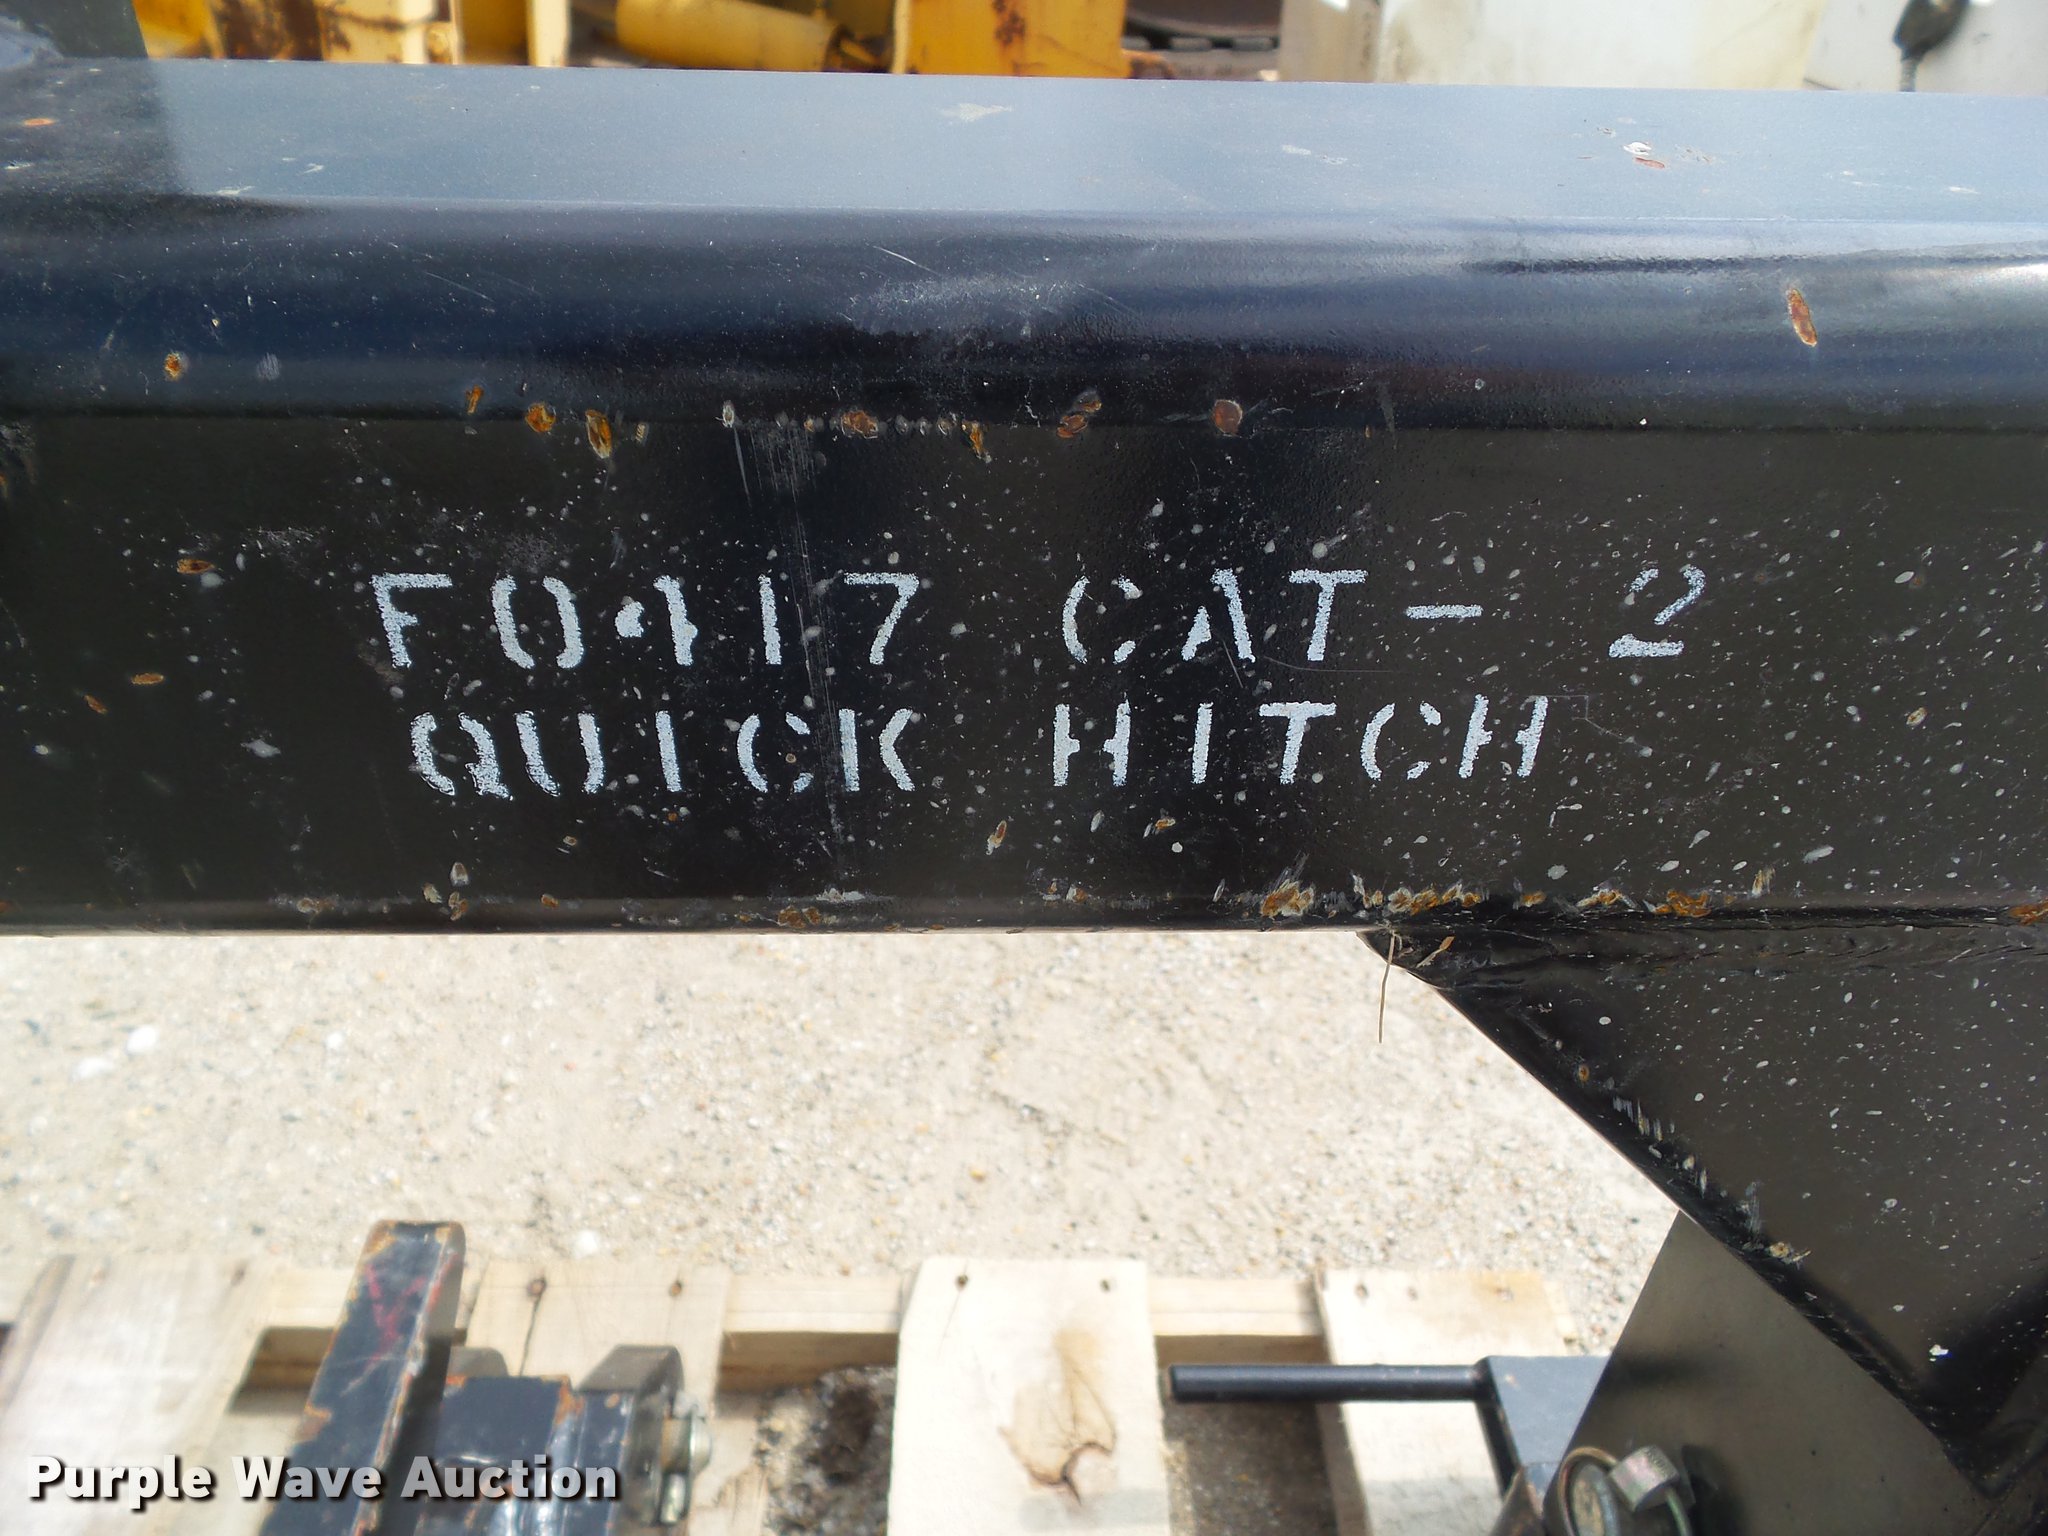 F0417 CAT-2
QUICK HITCH
Purple Wave Auction